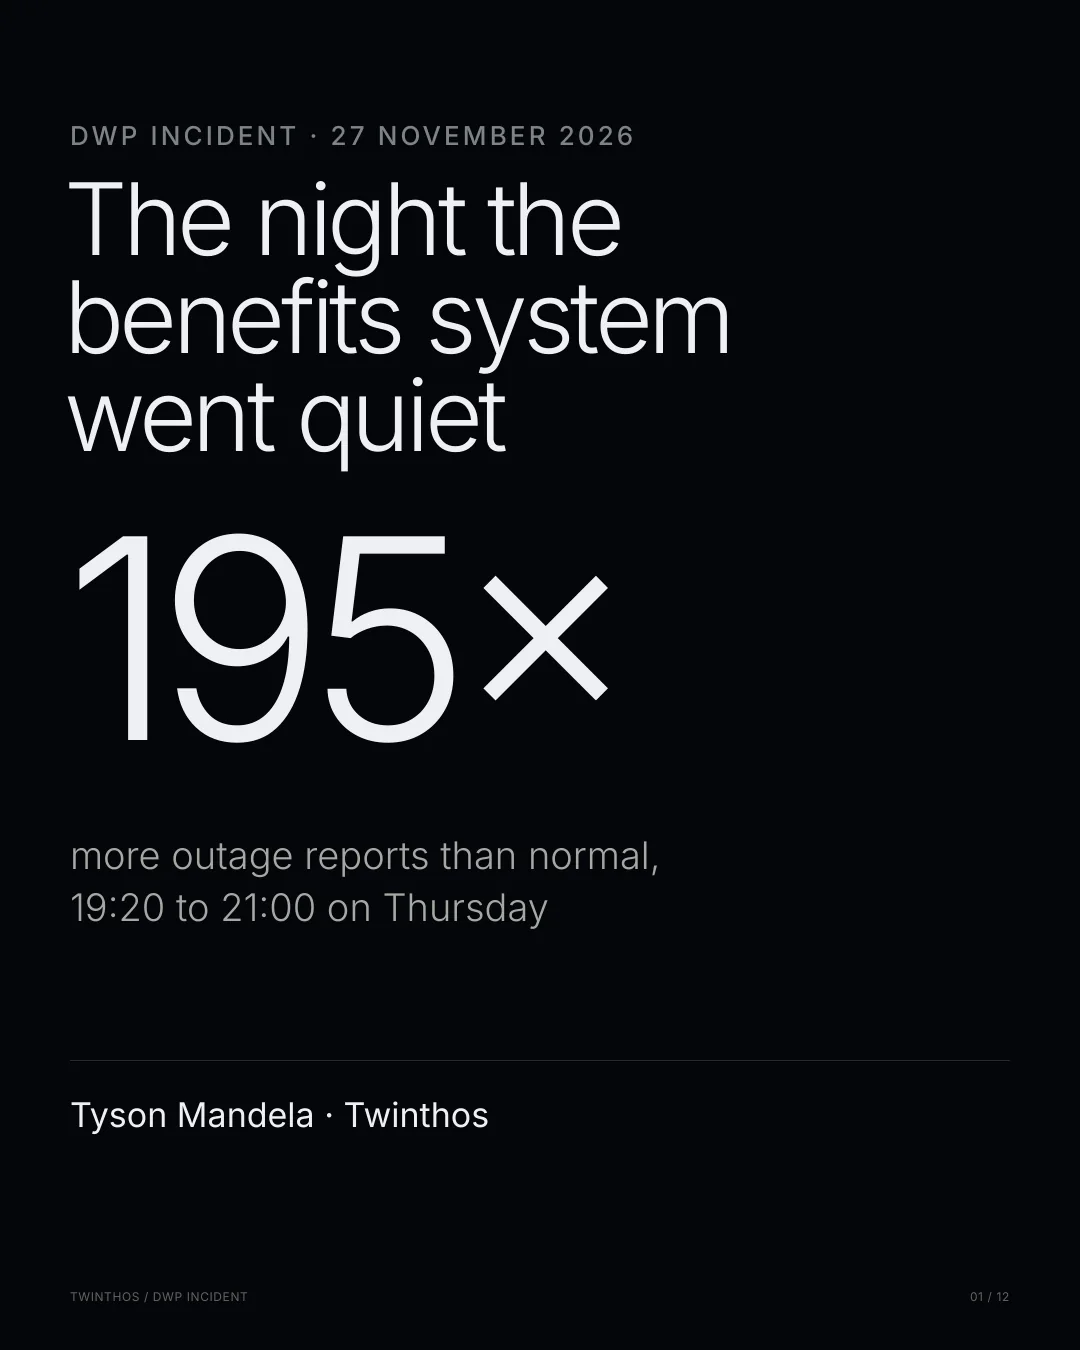 DWP INCIDENT · 27 NOVEMBER 2026
The night the
benefits system
went quiet
195×
more outage reports than normal,
19:20 to 21:00 on Thursday
Tyson Mandela · Twinthos
TWINTHOS / DWP INCIDENT
01 / 12